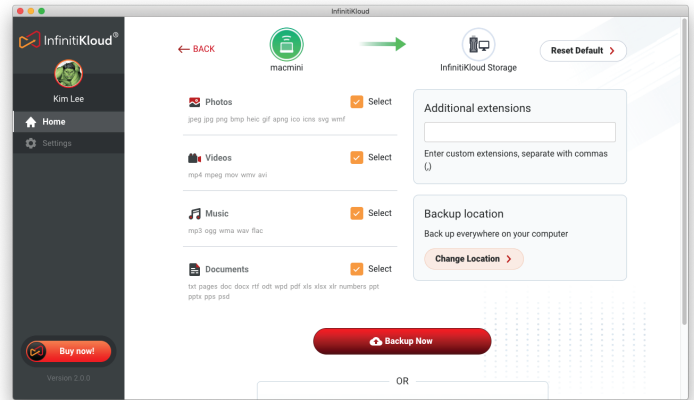 InfinitiKloud
InfinitiKloud®
Kim Lee
Home
Settings
Buy now!
Version 2.0.0
BACK
macmini
InfinitiKloud Storage
Reset Default
Photos
Select
jpeg jpg png bmp heic gif apng ico icns svg wmf
Videos
Select
mp4 mpeg mov wmv avi
Music
Select
mp3 ogg wma wav flac
Documents
Select
txt pages doc docx rtf odt wpd pdf xls xlsx xlr numbers ppt
pptx pps psd
Additional extensions
Enter custom extensions, separate with commas
(,)
Backup location
Back up everywhere on your computer
Change Location
Backup Now
OR